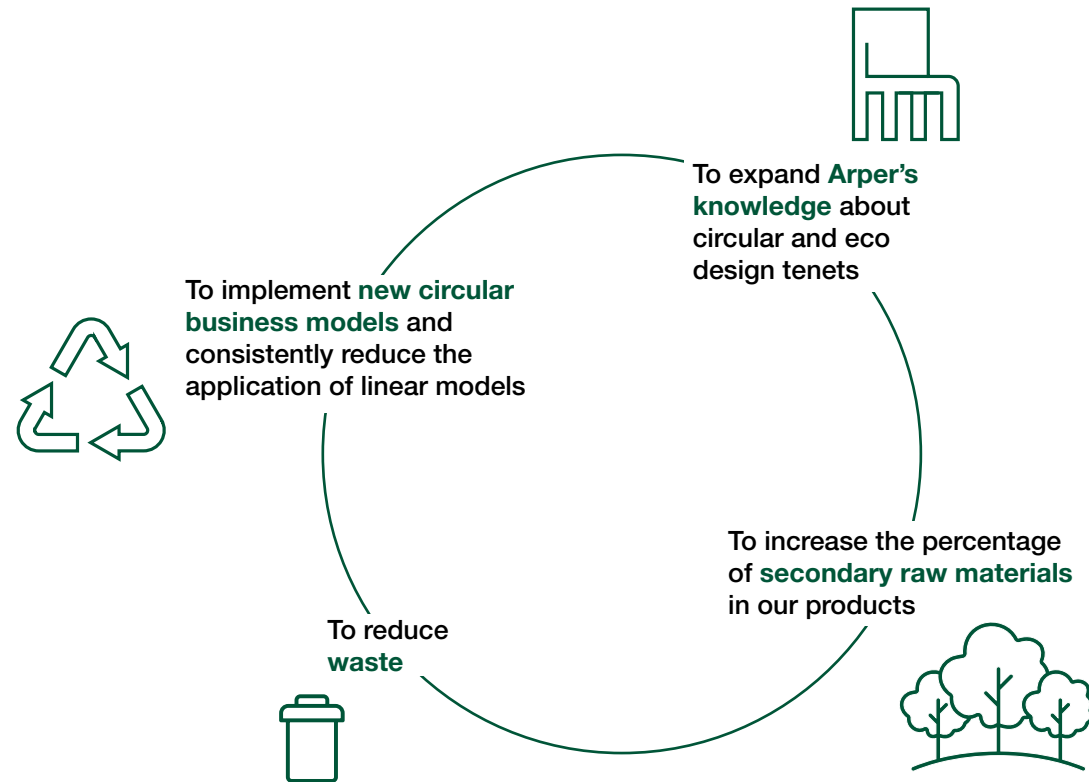 To expand Arper’s
knowledge about
circular and eco
design tenets
To implement new circular
business models and
consistently reduce the
application of linear models
To increase the percentage
of secondary raw materials
in our products
To reduce
waste